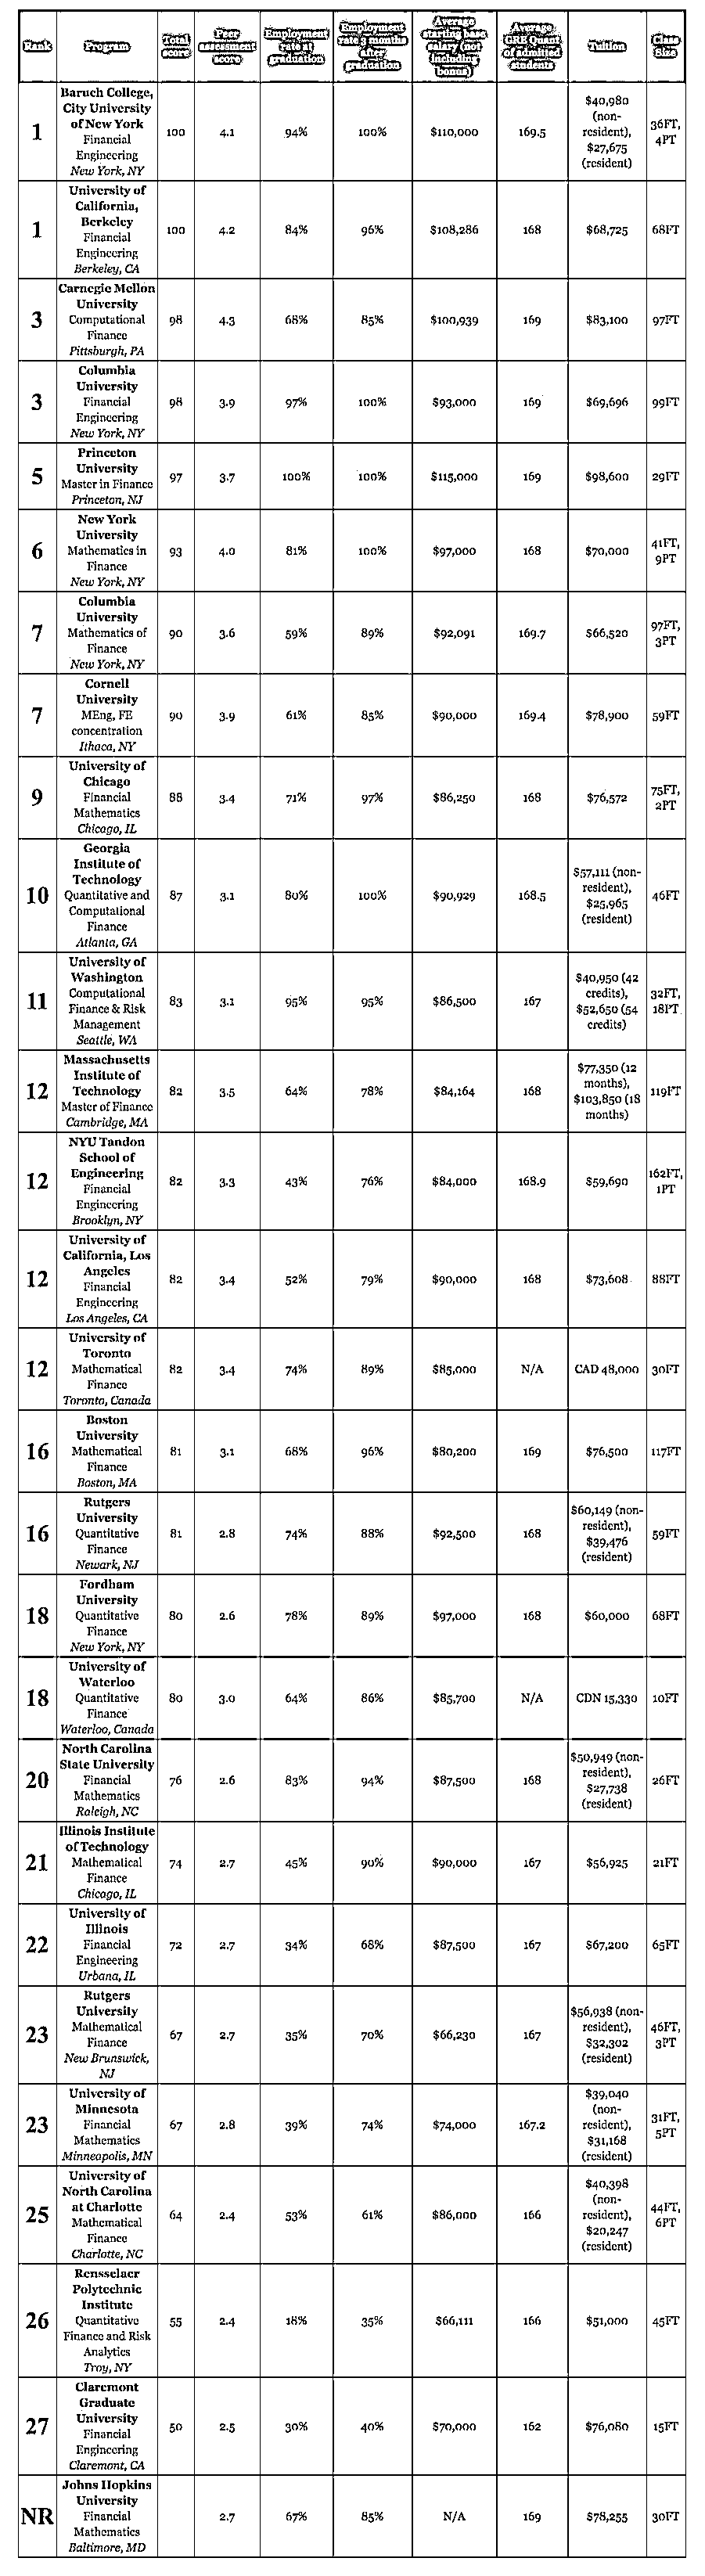 Rank Program Total score Peer assessment score Employment rate at graduation Employment rate 3 months after graduation Average starting base salary (not including bonus) Average GRE Quant of admitted students Tuition Class Size
1 Baruch College, City University of New York Financial Engineering New York, NY 100 4.1 94% 100% $110,000 169.5 $40,980 (non-resident), $27,675 (resident) 36FT, 4PT
1 University of California, Berkeley Financial Engineering Berkeley, CA 100 4.2 84% 96% $108,286 168 $68,725 68FT
3 Carnegie Mellon University Computational Finance Pittsburgh, PA 98 4.3 68% 85% $100,939 169 $83,100 97FT
3 Columbia University Financial Engineering New York, NY 98 3.9 97% 100% $93,000 169 $69,696 99FT
5 Princeton University Master in Finance Princeton, NJ 97 3.7 100% 100% $115,000 169 $98,600 29FT
6 New York University Mathematics in Finance New York, NY 93 4.0 81% 100% $97,000 168 $70,000 41FT, 9PT
7 Columbia University Mathematics of Finance New York, NY 90 3.6 59% 89% $92,091 169.7 $66,520 97FT, 3PT
7 Cornell University MEng, FE concentration Ithaca, NY 90 3.9 61% 85% $90,000 169.4 $78,900 59FT
9 University of Chicago Financial Mathematics Chicago, IL 88 3.4 71% 97% $86,250 168 $76,572 75FT, 2PT
10 Georgia Institute of Technology Quantitative and Computational Finance Atlanta, GA 87 3.1 80% 100% $90,929 168.5 $57,111 (non-resident), $25,965 (resident) 46FT
11 University of Washington Computational Finance & Risk Management Seattle, WA 83 3.1 95% 95% $86,500 167 $40,950 (42 credits), $52,650 (54 credits) 32FT, 18PT
12 Massachusetts Institute of Technology Master of Finance Cambridge, MA 82 3.5 64% 78% $84,164 168 $77,350 (12 months), $103,850 (18 months) 119FT
12 NYU Tandon School of Engineering Financial Engineering Brooklyn, NY 82 3.3 43% 76% $84,000 168.9 $59,690 162FT, 1PT
12 University of California, Los Angeles Financial Engineering Los Angeles, CA 82 3.4 52% 79% $90,000 168 $73,608 88FT
12 University of Toronto Mathematical Finance Toronto, Canada 82 3.4 74% 89% $85,000 N/A CAD 48,000 30FT
16 Boston University Mathematical Finance Boston, MA 81 3.1 68% 96% $80,200 169 $76,500 117FT
16 Rutgers University Quantitative Finance Newark, NJ 81 2.8 74% 88% $92,500 168 $60,149 (non-resident), $39,476 (resident) 59FT
18 Fordham University Quantitative Finance New York, NY 80 2.6 78% 89% $97,000 168 $60,000 68FT
18 University of Waterloo Quantitative Finance Waterloo, Canada 80 3.0 64% 86% $85,700 N/A CDN 15,330 10FT
20 North Carolina State University Financial Mathematics Raleigh, NC 76 2.6 83% 94% $87,500 168 $50,949 (non-resident), $27,738 (resident) 26FT
21 Illinois Institute of Technology Mathematical Finance Chicago, IL 74 2.7 45% 90% $90,000 167 $56,925 21FT
22 University of Illinois Financial Engineering Urbana, IL 72 2.7 34% 68% $87,500 167 $67,200 65FT
23 Rutgers University Mathematical Finance New Brunswick, NJ 67 2.7 35% 70% $66,230 167 $56,938 (non-resident), $32,302 (resident) 46FT, 3PT
23 University of Minnesota Financial Mathematics Minneapolis, MN 67 2.8 39% 74% $74,000 167.2 $39,040 (non-resident), $31,168 (resident) 31FT, 5PT
25 University of North Carolina at Charlotte Mathematical Finance Charlotte, NC 64 2.4 53% 61% $86,000 166 $40,398 (non-resident), $20,247 (resident) 44FT, 6PT
26 Rensselaer Polytechnic Institute Quantitative Finance and Risk Analytics Troy, NY 55 2.4 18% 35% $66,111 166 $51,000 45FT
27 Claremont Graduate University Financial Engineering Claremont, CA 50 2.5 30% 40% $70,000 162 $76,080 15FT
NR Johns Hopkins University Financial Mathematics Baltimore, MD 2.7 67% 85% N/A 169 $78,255 30FT